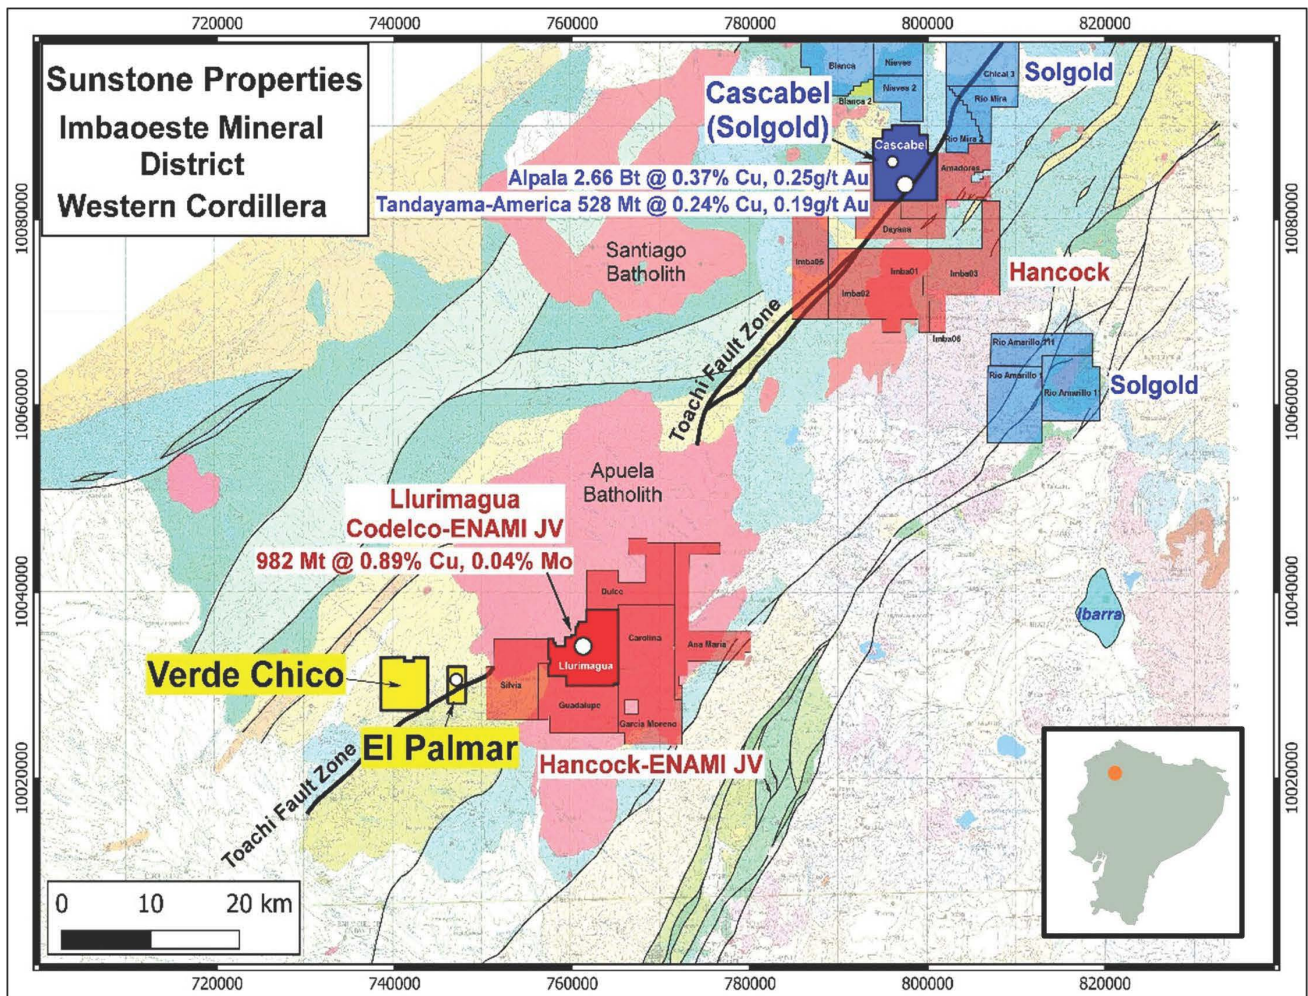 720000
740000
760000
780000
800000
820000
Sunstone Properties
Imbaoeste Mineral
District
Western Cordillera
Blanca
Nieves
Nieves 2
Blanca 2
Chical 3
Rio Mira
Rio Mira 2
Solgold
Cascabel
(Solgold)
Cascabel
Amadores
Alpala 2.66 Bt @ 0.37% Cu, 0.25g/t Au
Tandayama-America 528 Mt @ 0.24% Cu, 0.19g/t Au
10080000
10080000
Dayana
Santiago
Batholith
Imba05
Imba01
Imba03
Imba02
Imba06
Hancock
Toachi Fault Zone
Rio Amarillo 111
Rio Amarillo 1
Rio Amarillo 1
Solgold
10060000
10060000
Apuela
Batholith
Llurimagua
Codelco-ENAMI JV
982 Mt @ 0.89% Cu, 0.04% Mo
10040000
10040000
Dulce
Carolina
Ana Maria
Llurimagua
Ibarra
Verde Chico
Silvia
Guadalupe
Garcia Moreno
El Palmar
Hancock-ENAMI JV
Toachi Fault Zone
10020000
10020000
0 10 20 km
720000
740000
760000
780000
800000
820000